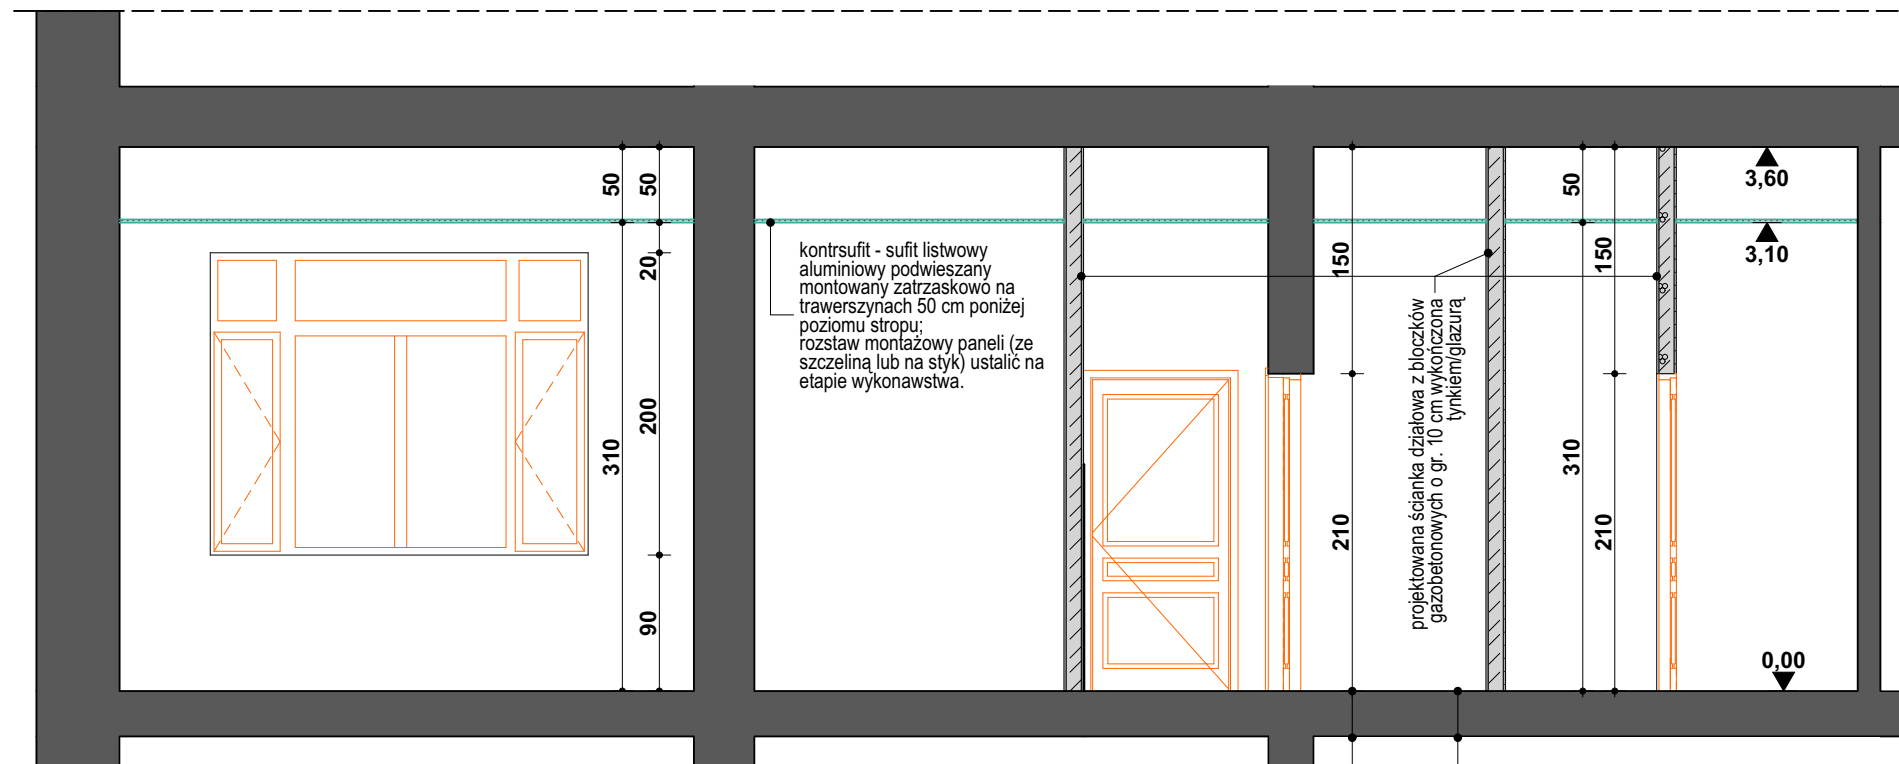 50
50
20
200
310
90
kontrsufit - sufit listwowy
aluminiowy podwieszany
montowany zatrzaskowo na
trawerszynach 50 cm poniżej
poziomu stropu;
rozstaw montażowy paneli (ze
szczeliną lub na styk) ustalić na
etapie wykonawstwa.
150
210
projektowana ścianka działowa z bloczków
gazobetonowych o gr. 10 cm wykończona
tynkiem/glazurą
50
150
310
210
3,60
3,10
0,00